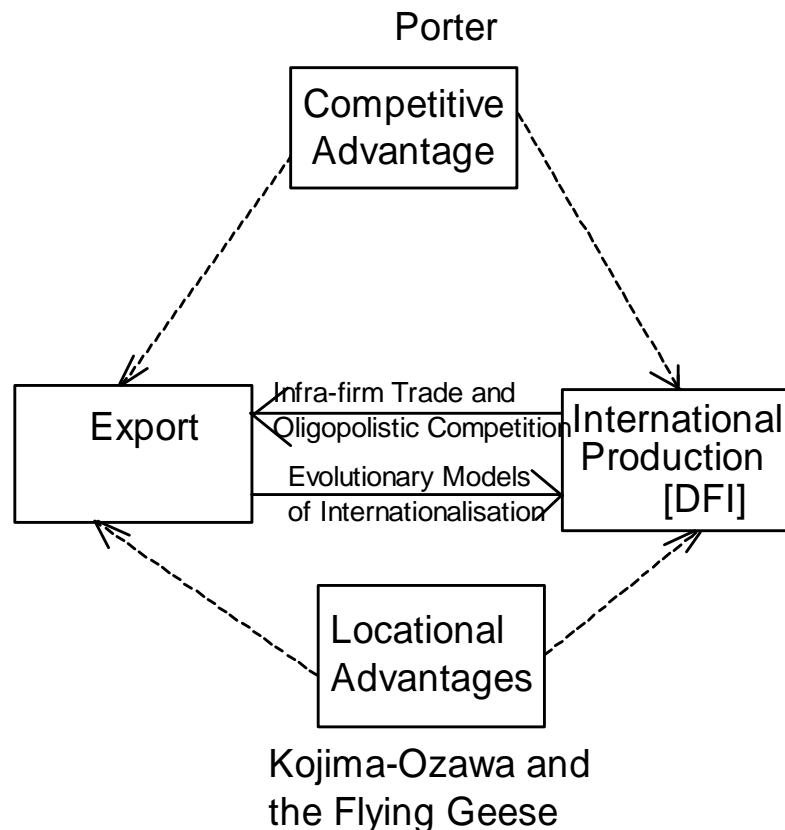 Porter
Competitive
Advantage
Infra-firm Trade and
Oligopolistic Competition
Export
International
Production
[DFI]
Evolutionary Models
of Internationalisation
Locational
Advantages
Kojima-Ozawa and
the Flying Geese